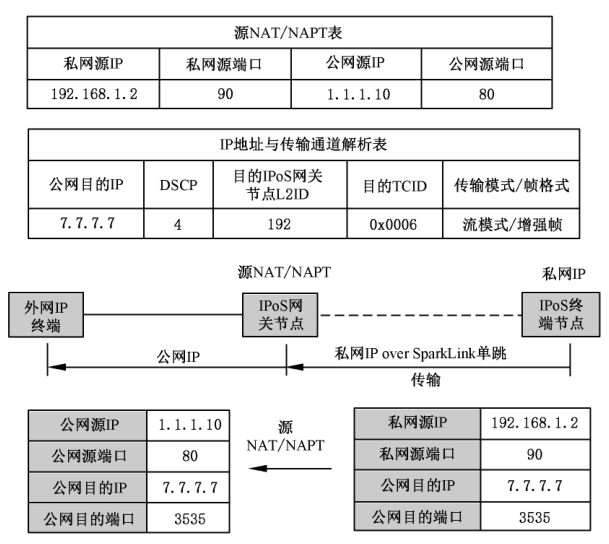 源NAT/NAPT表
私网源IP 私网源端口 公网源IP 公网源端口
192.168.1.2 90 1.1.1.10 80
IP地址与传输通道解析表
公网目的IP DSCP 目的IPoS网关 节点L2ID 目的TCID 传输模式/帧格式
7.7.7.7 4 192 0x0006 流模式/增强帧
源NAT/NAPT
私网IP
外网IP
终端
IPoS网
关节点
IPoS终
端节点
公网IP
私网IP over SparkLink单跳
传输
公网源IP 1.1.1.10
公网源端口 80
公网目的IP 7.7.7.7
公网目的端口 3535
源
NAT/NAPT
私网源IP 192.168.1.2
私网源端口 90
公网目的IP 7.7.7.7
公网目的端口 3535